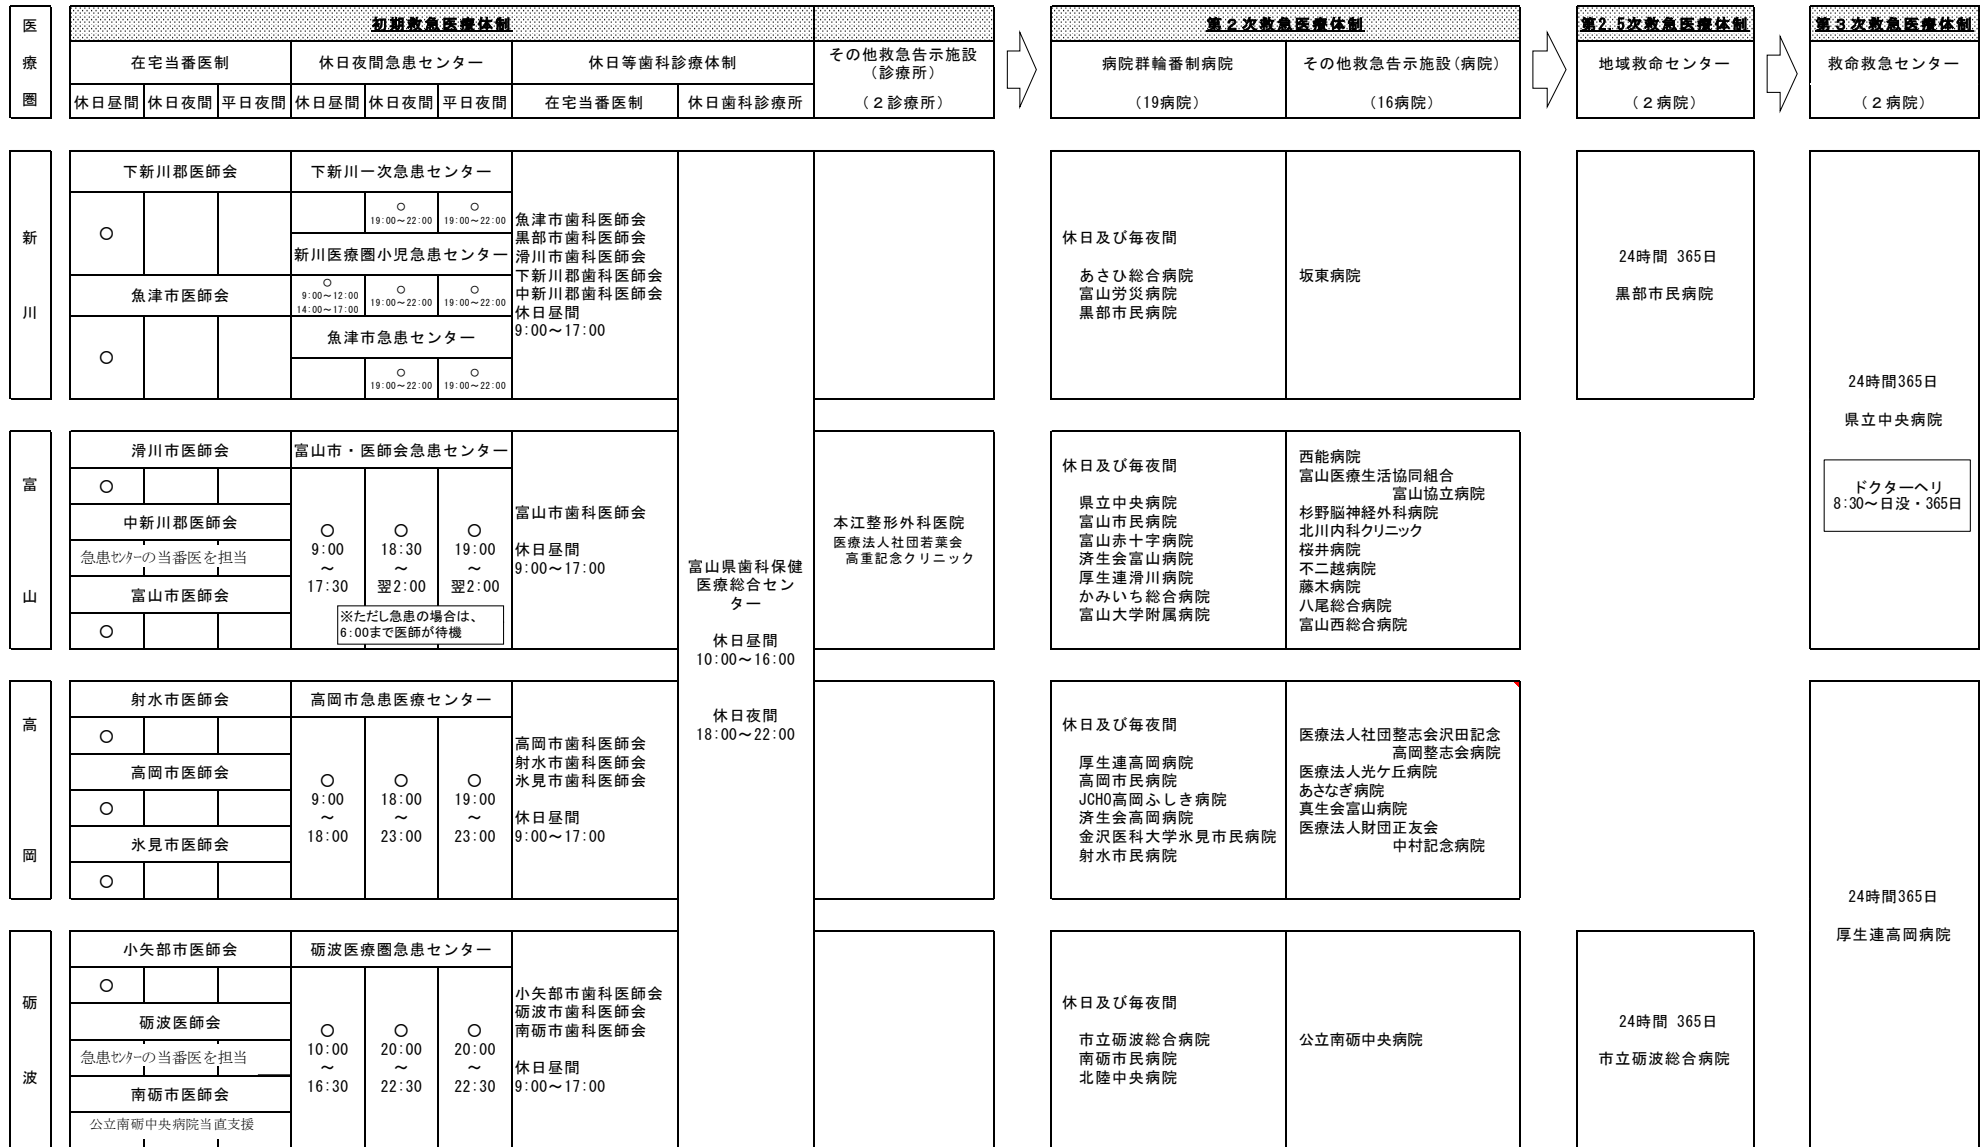 医
療
圏
初期救急医療体制
在宅当番医制
休日夜間急患センター
休日等歯科診療体制
その他救急告示施設
(診療所)
(2診療所)
休日昼間 休日夜間 平日夜間 休日昼間 休日夜間 平日夜間
在宅当番医制
休日歯科診療所
第2次救急医療体制
病院群輪番制病院
(19病院)
その他救急告示施設(病院)
(16病院)
第2.5次救急医療体制
地域救命センター
(2病院)
第3次救急医療体制
救命救急センター
(2病院)
新
川
下新川郡医師会
○
魚津市医師会
○
下新川一次急患センター
○ ○
19:00~22:00 19:00~22:00
新川医療圏小児急患センター
○ ○ ○
9:00~12:00
14:00~17:00
19:00~22:00 19:00~22:00
魚津市急患センター
○ ○
19:00~22:00 19:00~22:00
魚津市歯科医師会
黒部市歯科医師会
滑川市歯科医師会
下新川郡歯科医師会
中新川郡歯科医師会
休日昼間
9:00~17:00
休日及び毎夜間
あさひ総合病院
富山労災病院
黒部市民病院
坂東病院
24時間 365日
黒部市民病院
24時間365日
県立中央病院
ドクターヘリ
8:30~日没・365日
富
山
滑川市医師会
○
中新川郡医師会
急患センターの当番医を担当
富山市医師会
○
富山市・医師会急患センター
○ ○ ○
9:00 18:30 19:00
~ ~ ~
17:30 翌2:00 翌2:00
※ただし急患の場合は、
6:00まで医師が待機
富山市歯科医師会
休日昼間
9:00~17:00
富山県歯科保健
医療総合セン
ター
休日昼間
10:00~16:00
休日夜間
18:00~22:00
本江整形外科医院
医療法人社団若葉会
高重記念クリニック
休日及び毎夜間
県立中央病院
富山市民病院
富山赤十字病院
済生会富山病院
厚生連滑川病院
かみいち総合病院
富山大学附属病院
西能病院
富山医療生活協同組合
富山協立病院
杉野脳神経外科病院
北川内科クリニック
桜井病院
不二越病院
藤木病院
八尾総合病院
富山西総合病院
高
岡
射水市医師会
○
高岡市医師会
○
氷見市医師会
○
高岡市急患医療センター
○ ○ ○
9:00 18:00 19:00
~ ~ ~
18:00 23:00 23:00
高岡市歯科医師会
射水市歯科医師会
氷見市歯科医師会
休日昼間
9:00~17:00
休日及び毎夜間
厚生連高岡病院
高岡市民病院
JCHO高岡ふしき病院
済生会高岡病院
金沢医科大学氷見市民病院
射水市民病院
医療法人社団整志会沢田記念
高岡整志会病院
医療法人光ケ丘病院
あさなぎ病院
真生会富山病院
医療法人財団正友会
中村記念病院
24時間365日
厚生連高岡病院
砺
波
小矢部市医師会
○
砺波医師会
急患センターの当番医を担当
南砺市医師会
公立南砺中央病院当直支援
砺波医療圏急患センター
○ ○ ○
10:00 20:00 20:00
~ ~ ~
16:30 22:30 22:30
小矢部市歯科医師会
砺波市歯科医師会
南砺市歯科医師会
休日昼間
9:00~17:00
休日及び毎夜間
市立砺波総合病院
南砺市民病院
北陸中央病院
公立南砺中央病院
24時間 365日
市立砺波総合病院